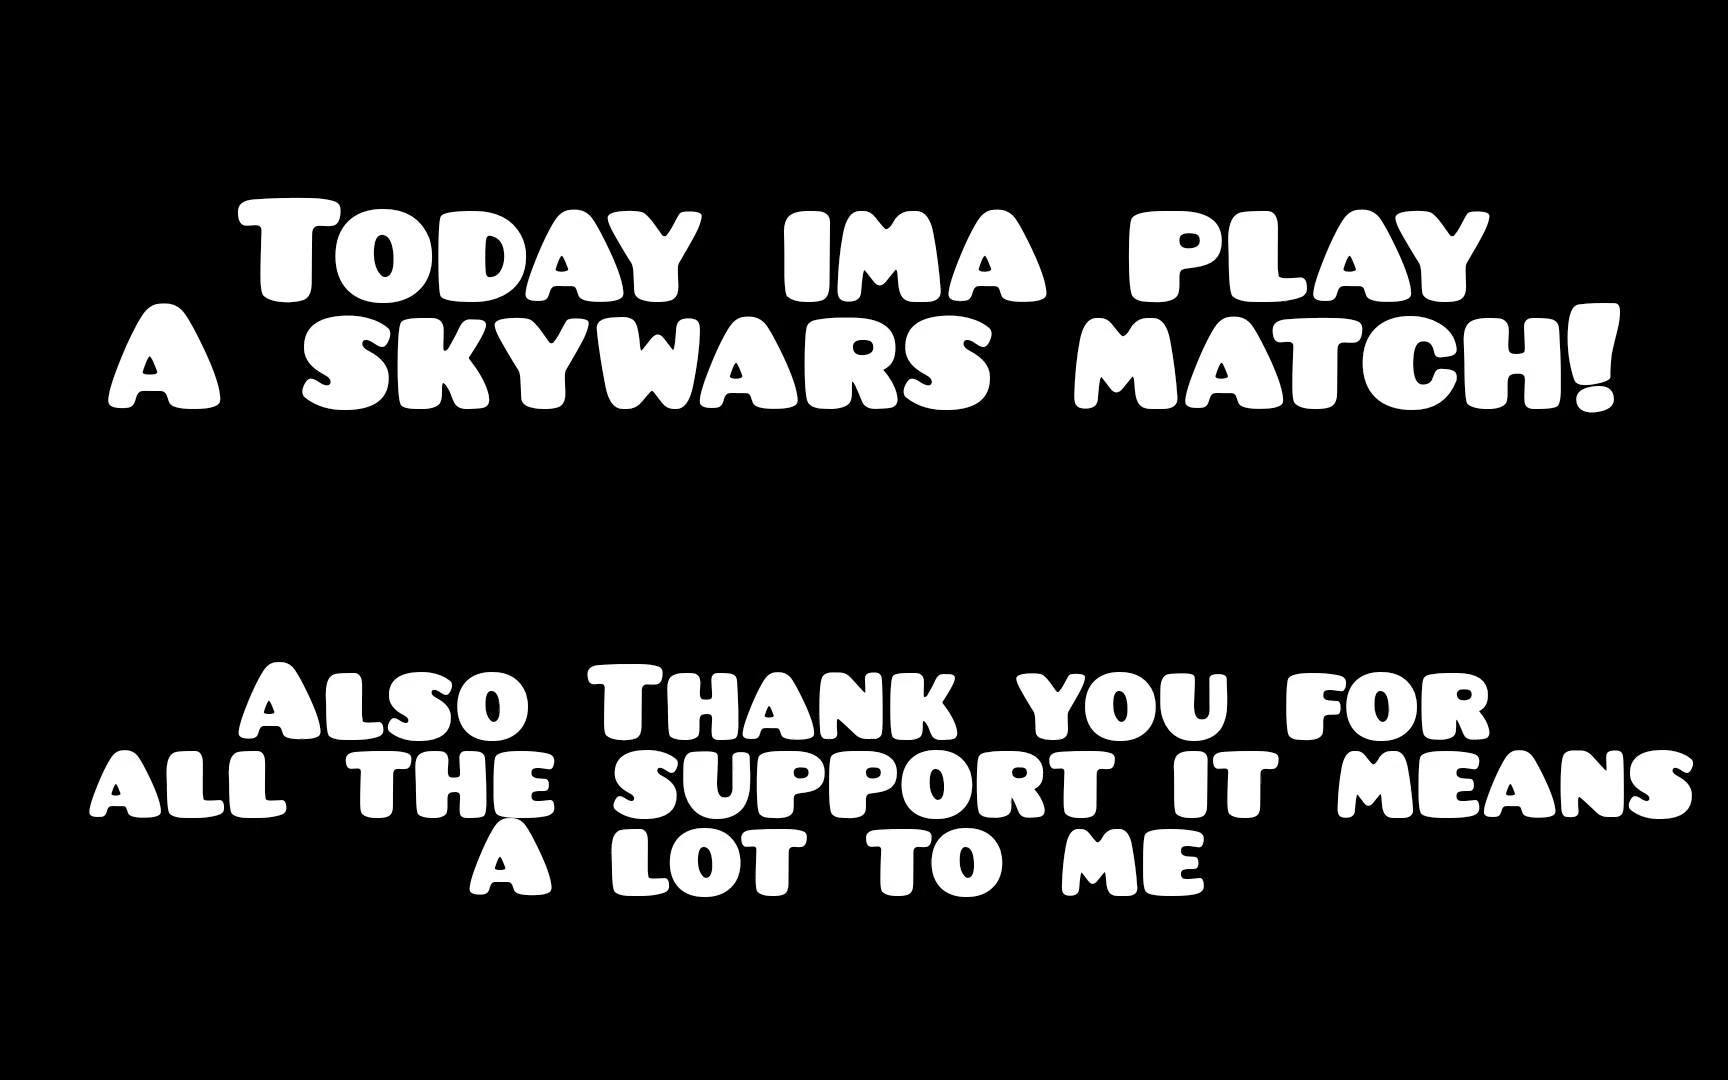 Today ima play
a skywars match!
Also Thank you for
all the support it means
a lot to me